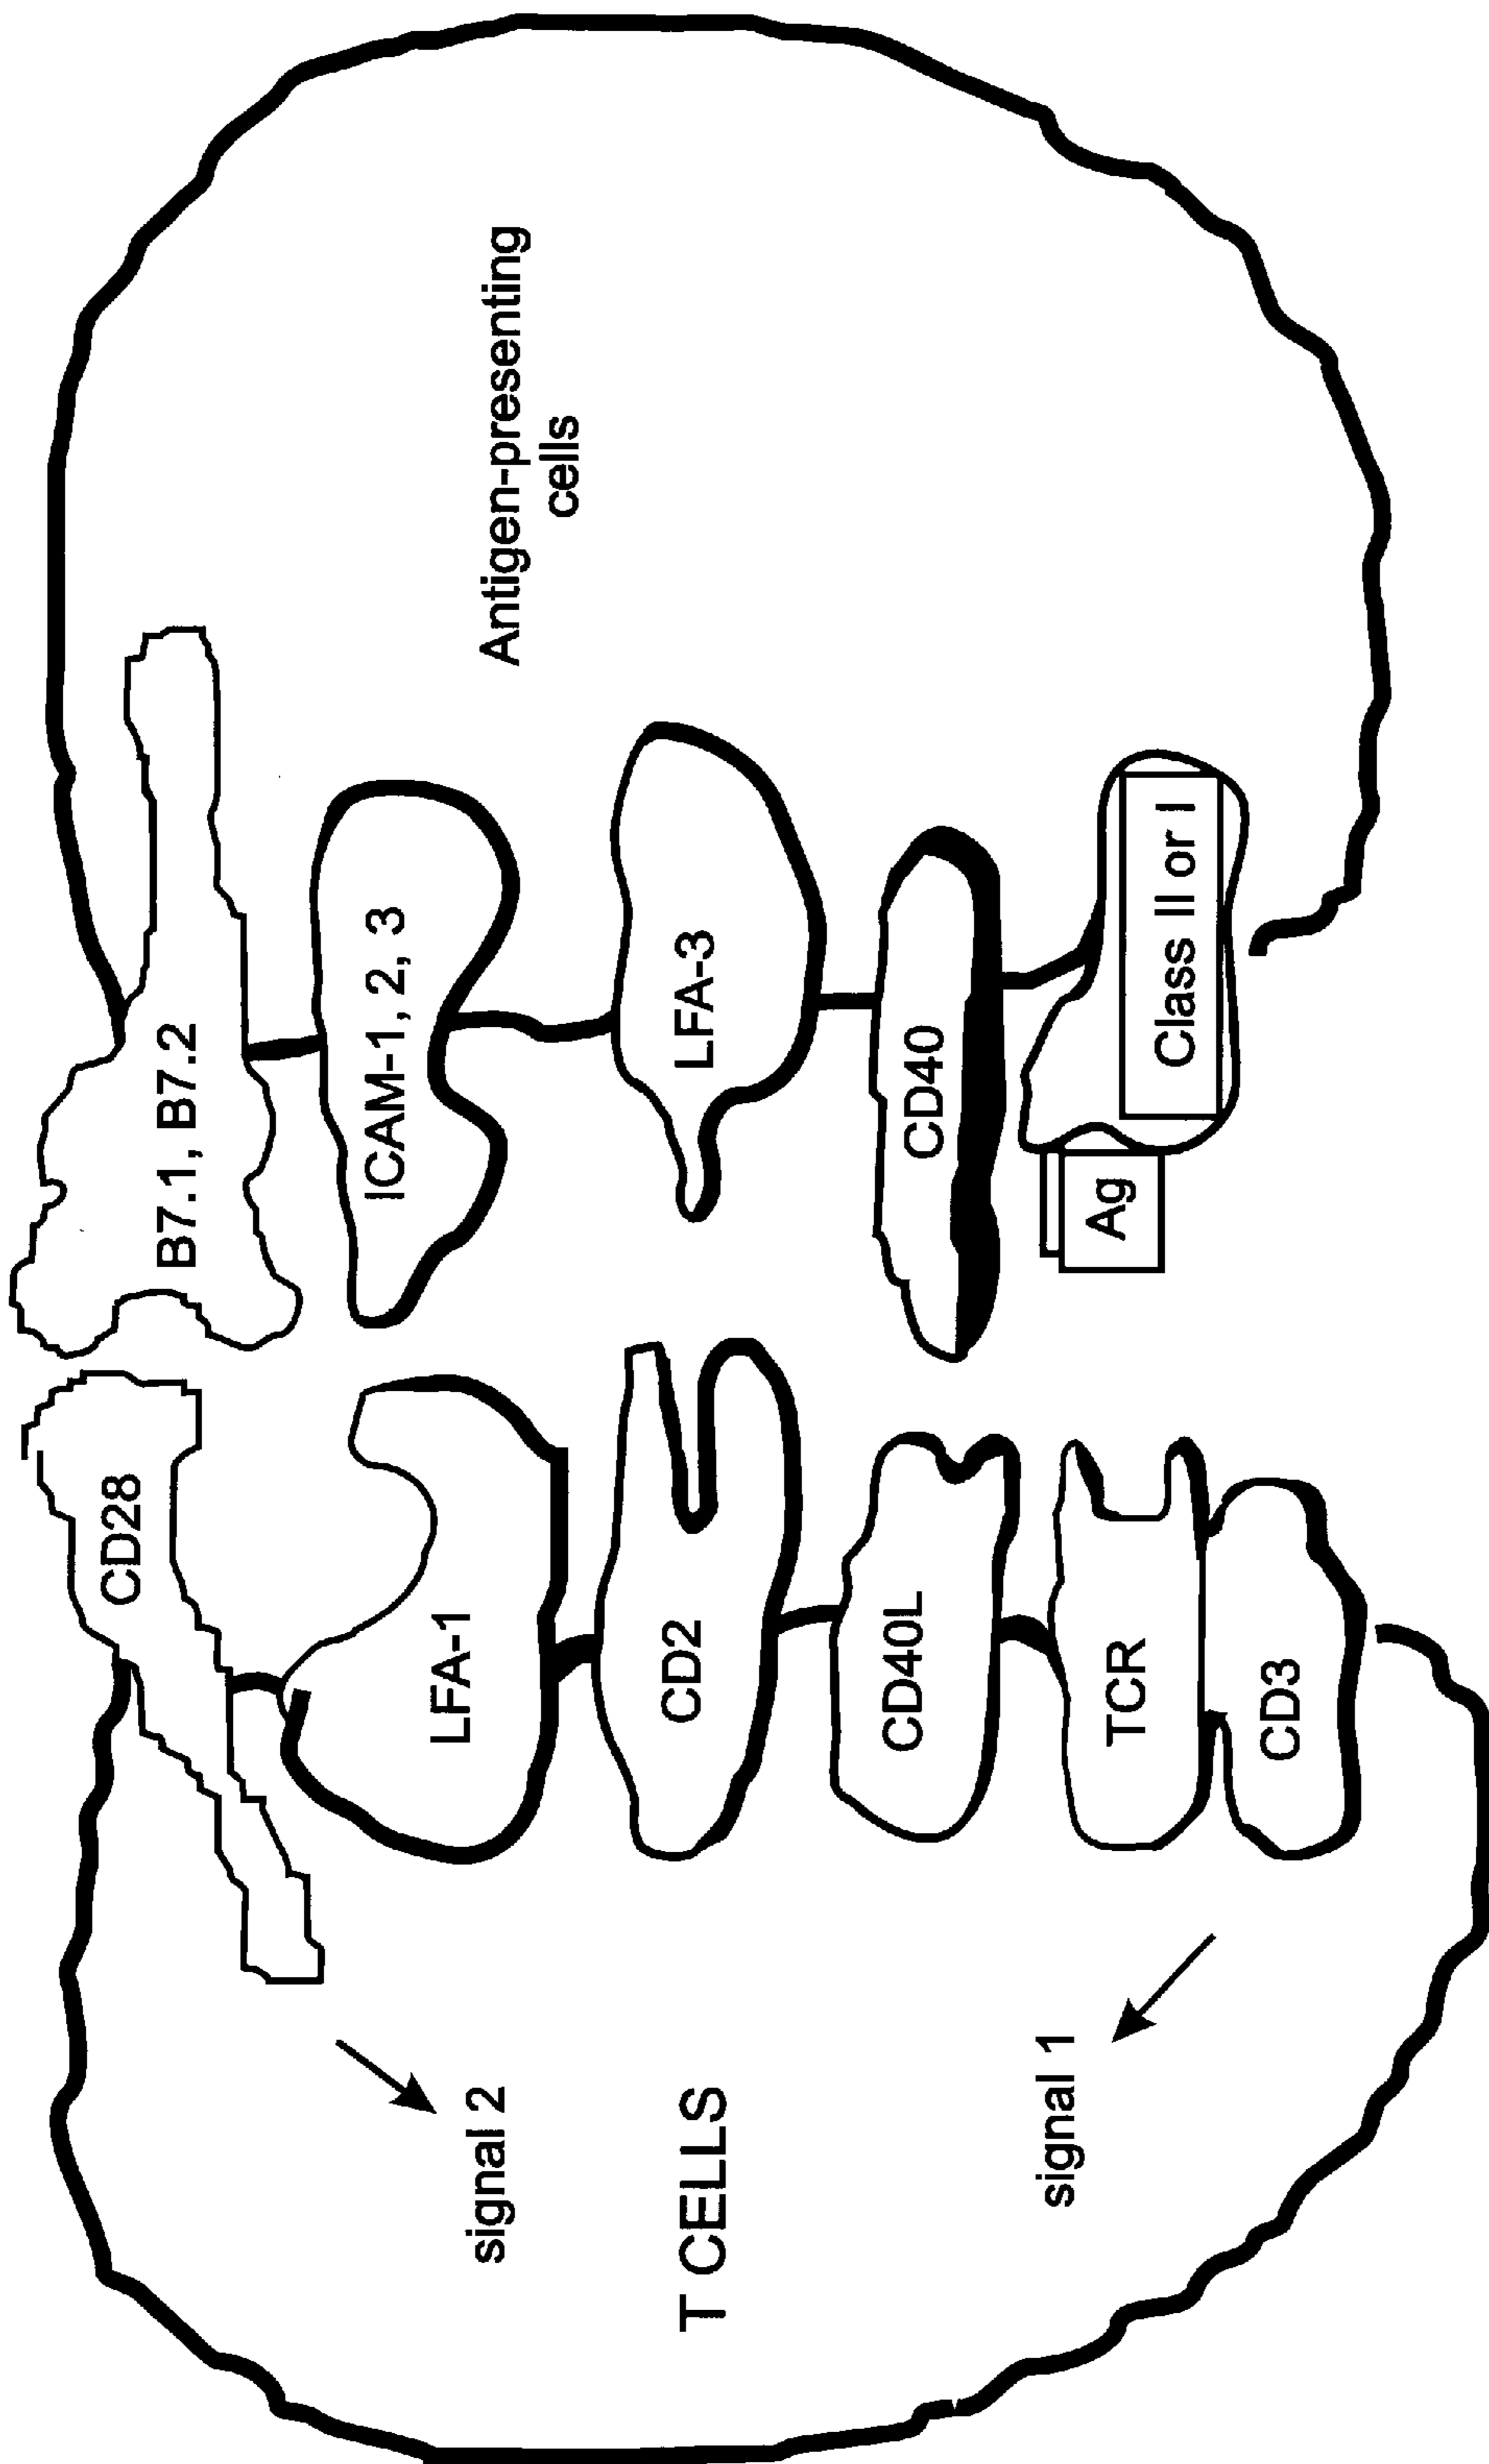 CD28
B7.1, B7.2
ICAM-1, 2, 3
LFA-1
signal 2
Antigen-presenting
cells
T CELLS
CD2
LFA-3
CD40L
CD40
signal 1
TCR
Ag
Class II or I
CD3